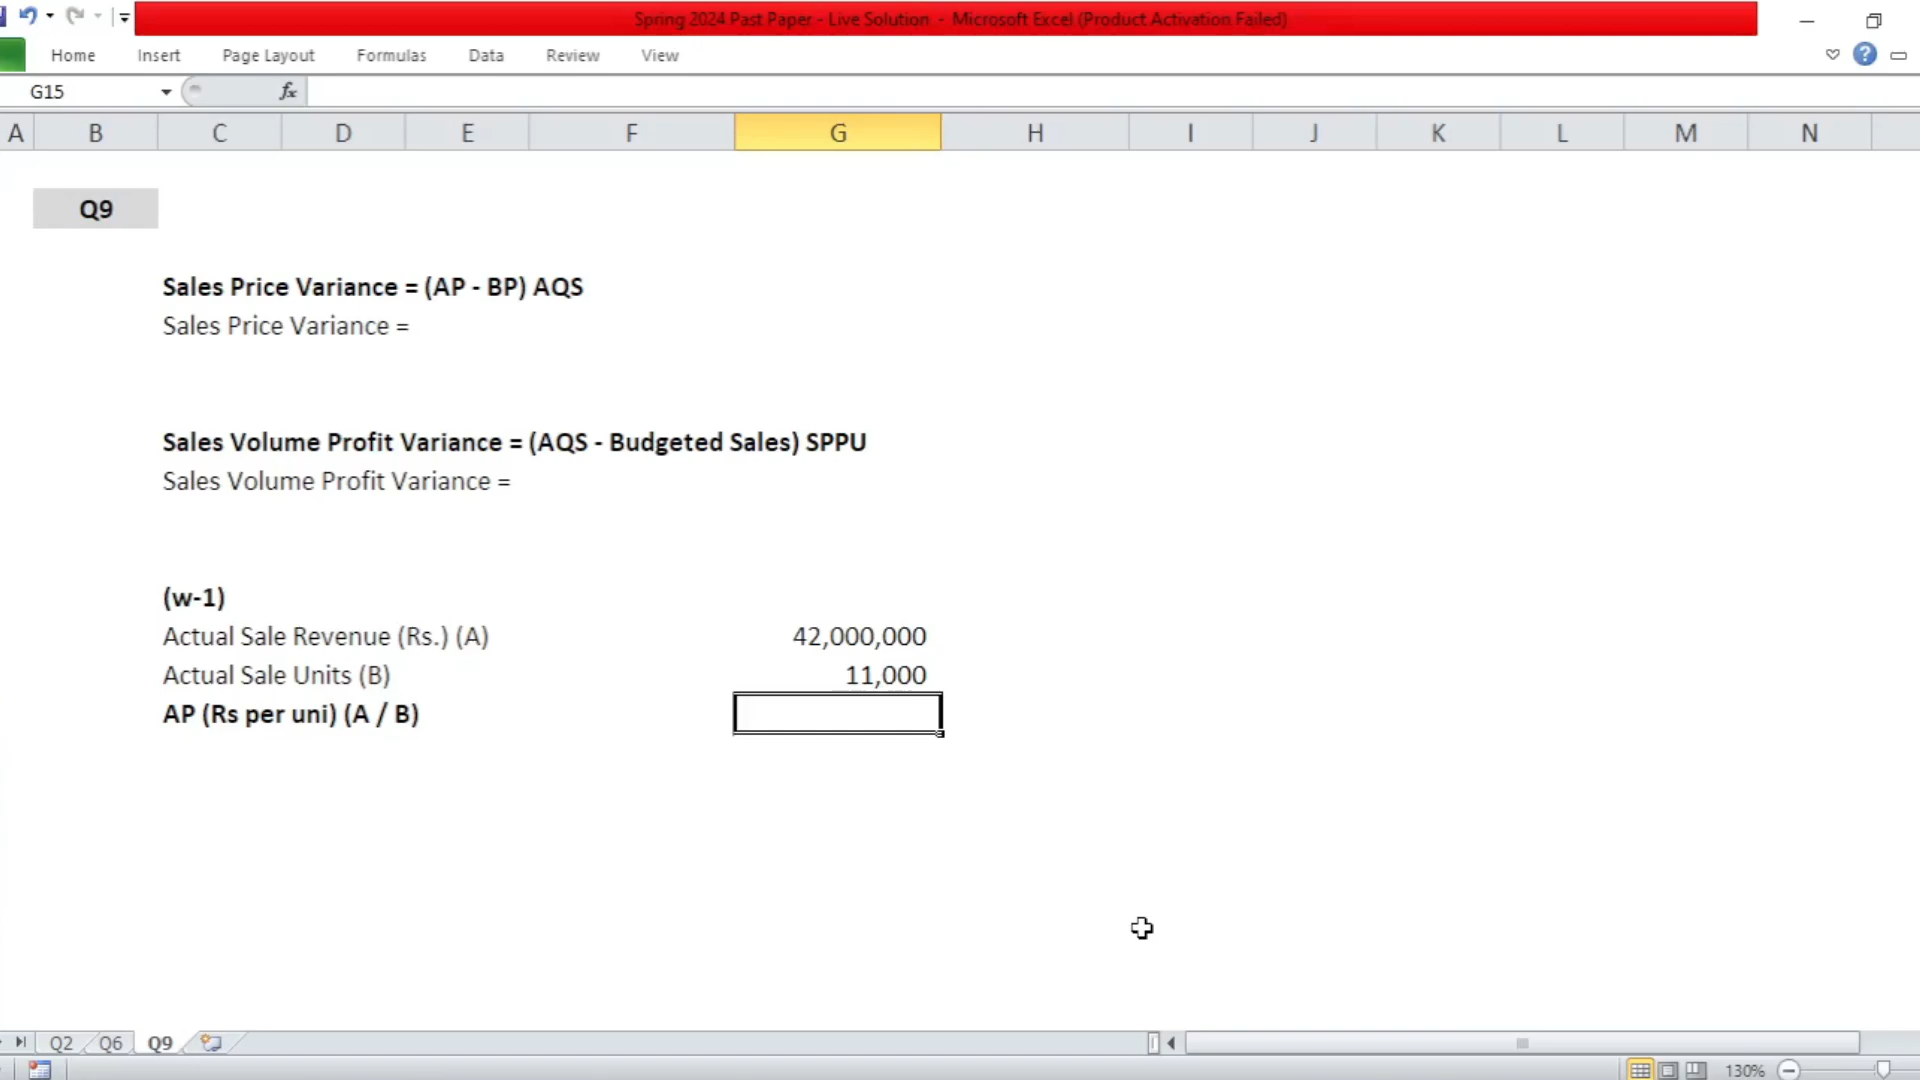 Spring 2024 Past Paper - Live Solution - Microsoft Excel (Product Activation Failed)
Home Insert Page Layout Formulas Data Review View
G15 fx
A B C D E F G H I J K L M N
Q9
Sales Price Variance = (AP - BP) AQS
Sales Price Variance =
Sales Volume Profit Variance = (AQS - Budgeted Sales) SPPU
Sales Volume Profit Variance =
(w-1)
Actual Sale Revenue (Rs.) (A) 42,000,000
Actual Sale Units (B) 11,000
AP (Rs per uni) (A / B)
Q2 Q6 Q9
130%